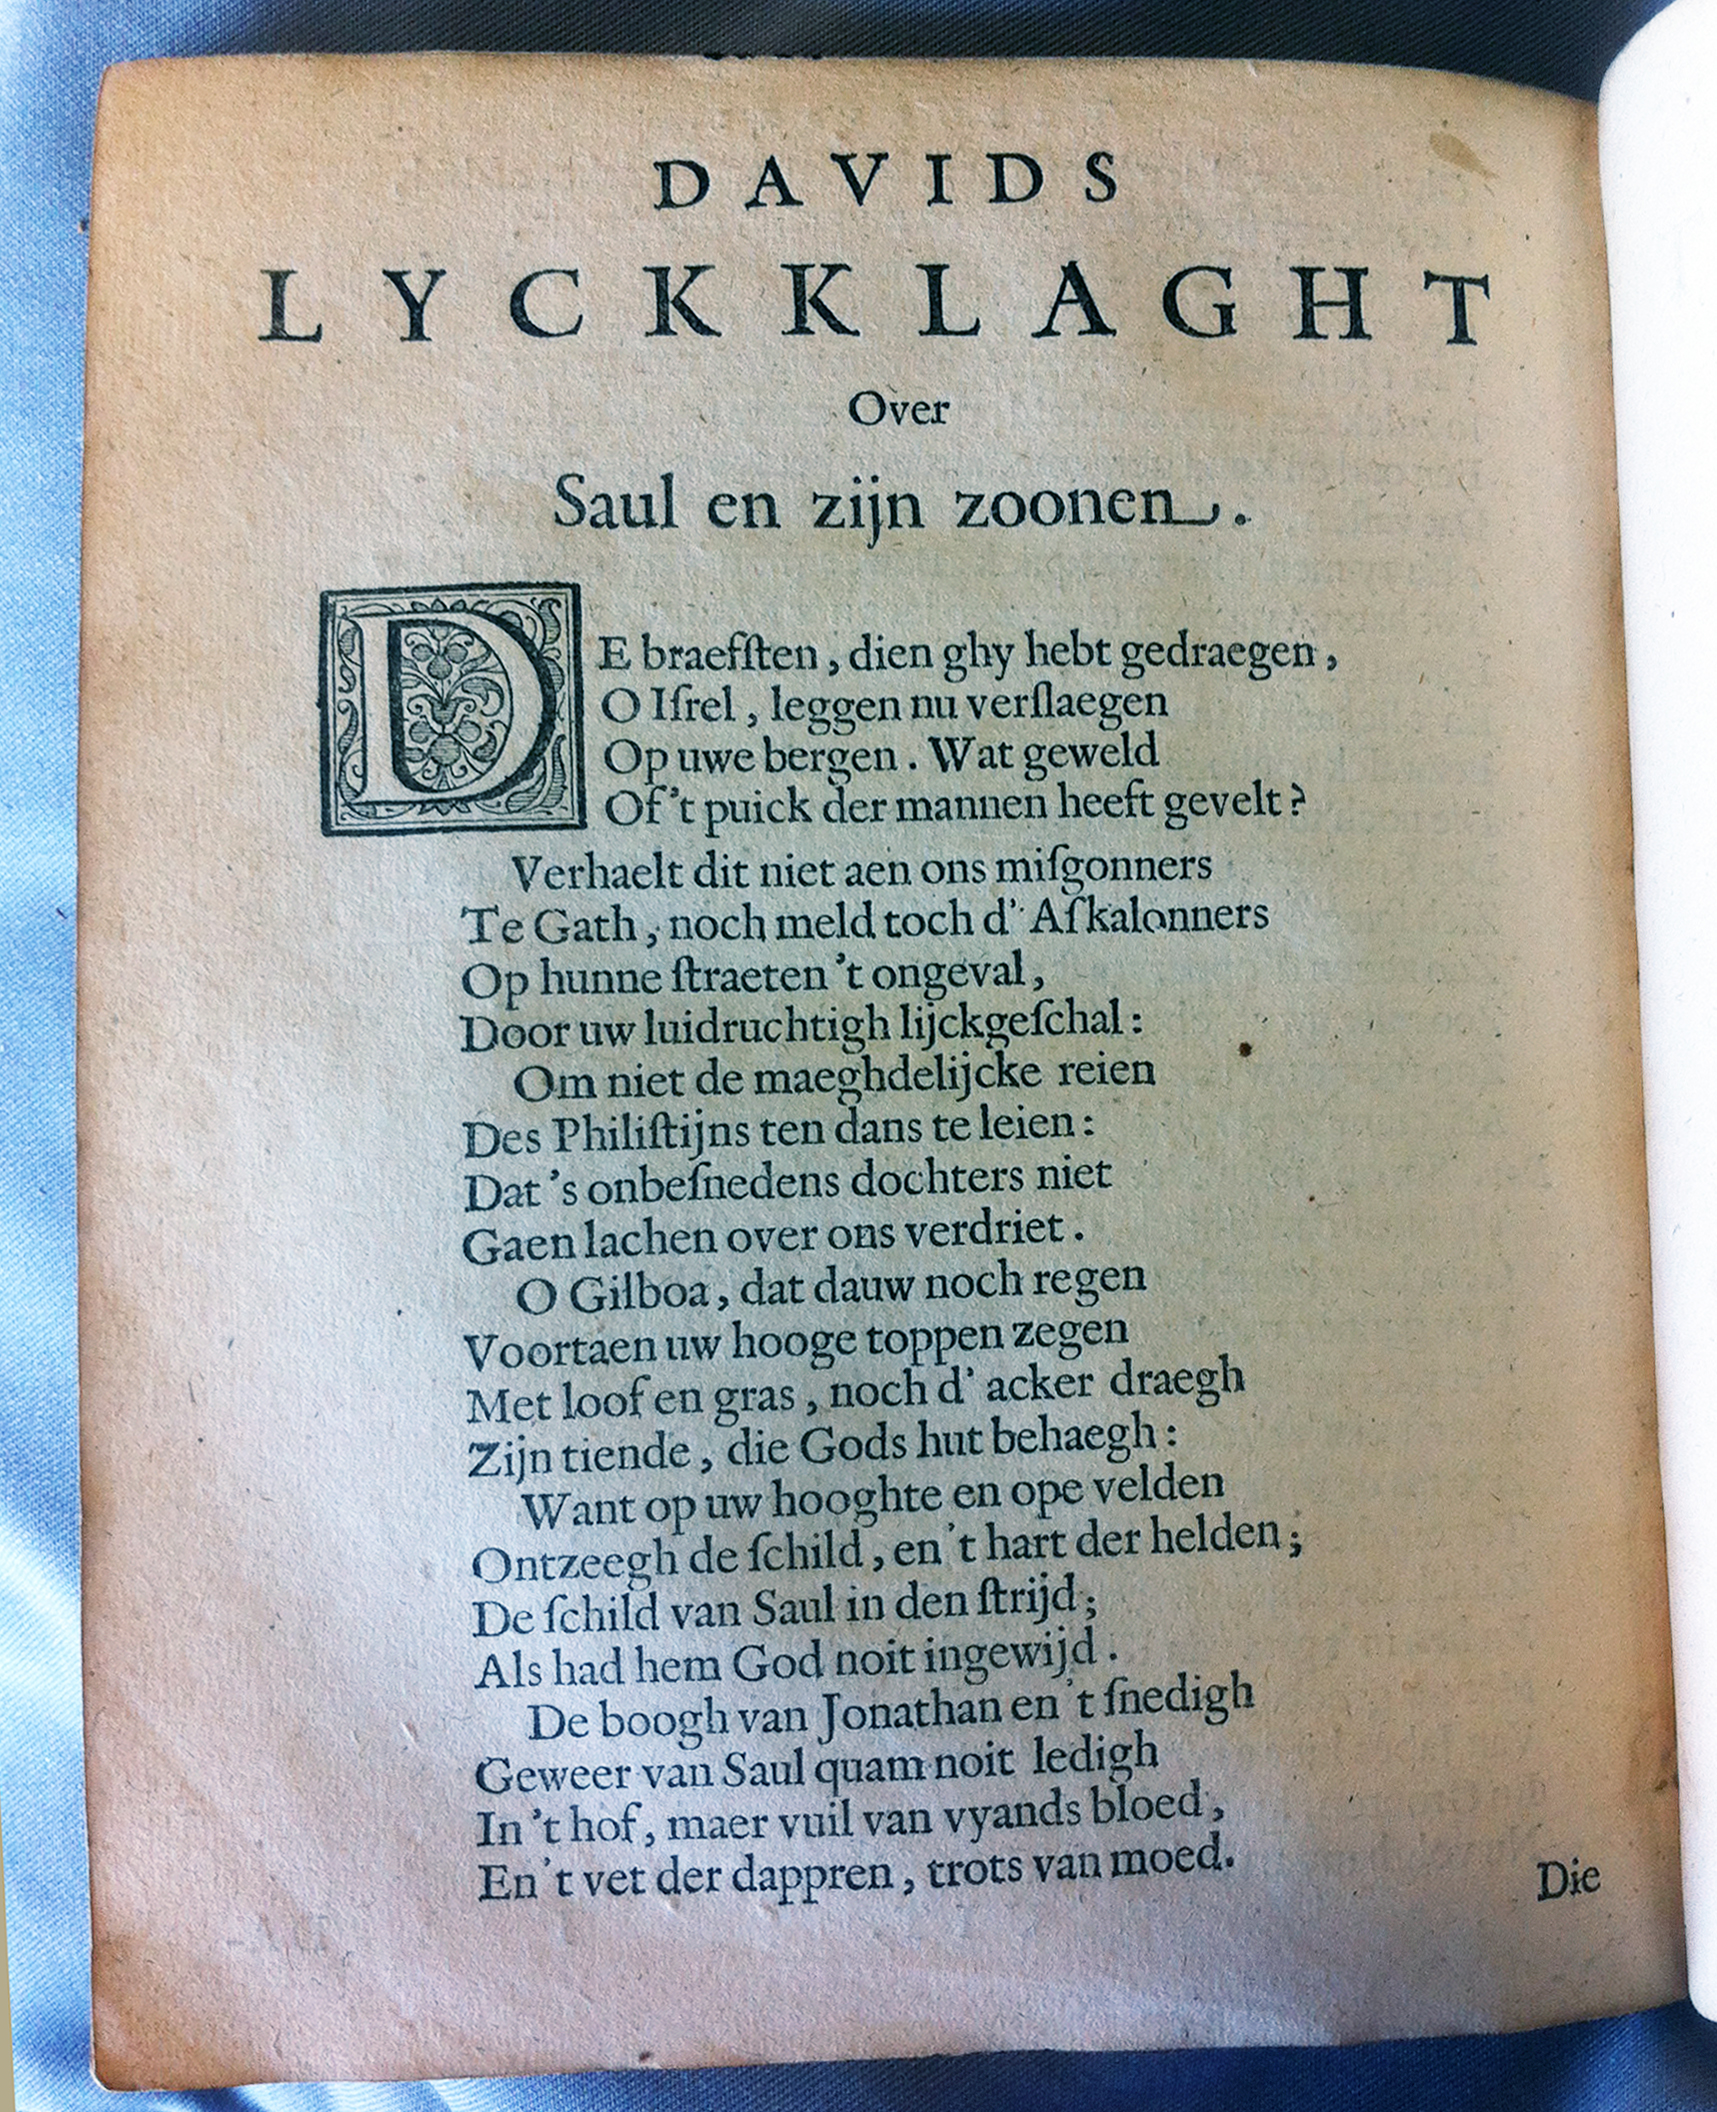 DAVIDS
LYCKKLAGHT
Over
Saul en zijn zoonen.
DE braefſten, dien ghy hebt gedraegen,
O Iſrel, leggen nu verſlaegen
Op uwe bergen. Wat geweld
Of 't puick der mannen heeft gevelt?
Verhaelt dit niet aen ons miſgonners
Te Gath, noch meld toch d' Aſkalonners
Op hunne ſtraeten 't ongeval,
Door uw luidruchtigh lijckgeſchal:
Om niet de maeghdelijcke reien
Des Philiſtijns ten dans te leien:
Dat 's onbeſnedens dochters niet
Gaen lachen over ons verdriet.
O Gilboa, dat dauw noch regen
Voortaen uw hooge toppen zegen
Met loof en gras, noch d' acker draegh
Zijn tiende, die Gods hut behaegh:
Want op uw hooghte en ope velden
Ontzeegh de ſchild, en 't hart der helden;
De ſchild van Saul in den ſtrijd;
Als had hem God noit ingewijd.
De boogh van Jonathan en 't ſnedigh
Geweer van Saul quam noit ledigh
In 't hof, maer vuil van vyands bloed,
En 't vet der dappren, trots van moed.
Die